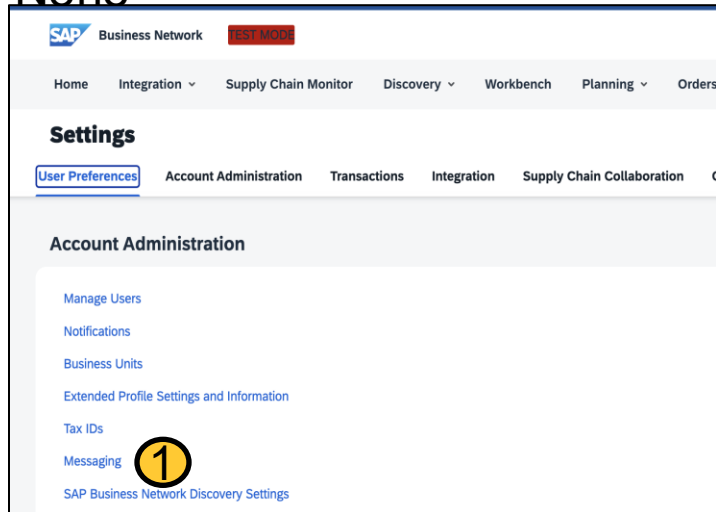 None
SAP Business Network TEST MODE
Home Integration Supply Chain Monitor Discovery Workbench Planning Orders
Settings
User Preferences Account Administration Transactions Integration Supply Chain Collaboration
Account Administration
Manage Users
Notifications
Business Units
Extended Profile Settings and Information
Tax IDs
Messaging 1
SAP Business Network Discovery Settings